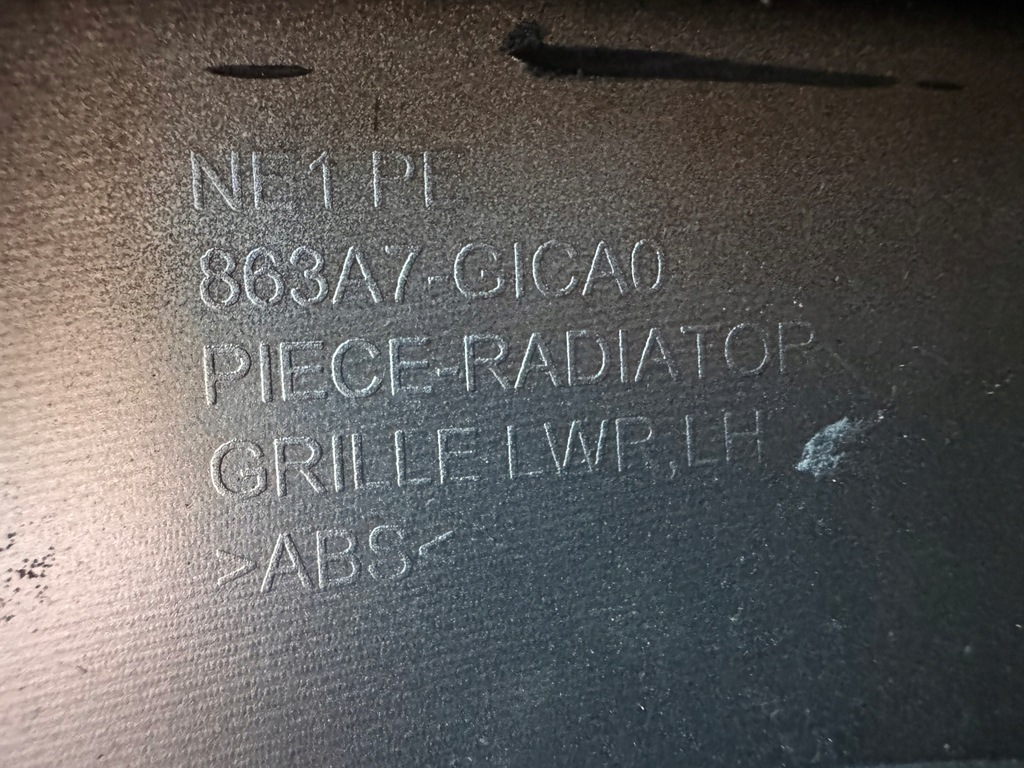 NE1 PE
863A7-GICA0
PIECE-RADIATOR
GRILLE LWR,LH
>ABS<